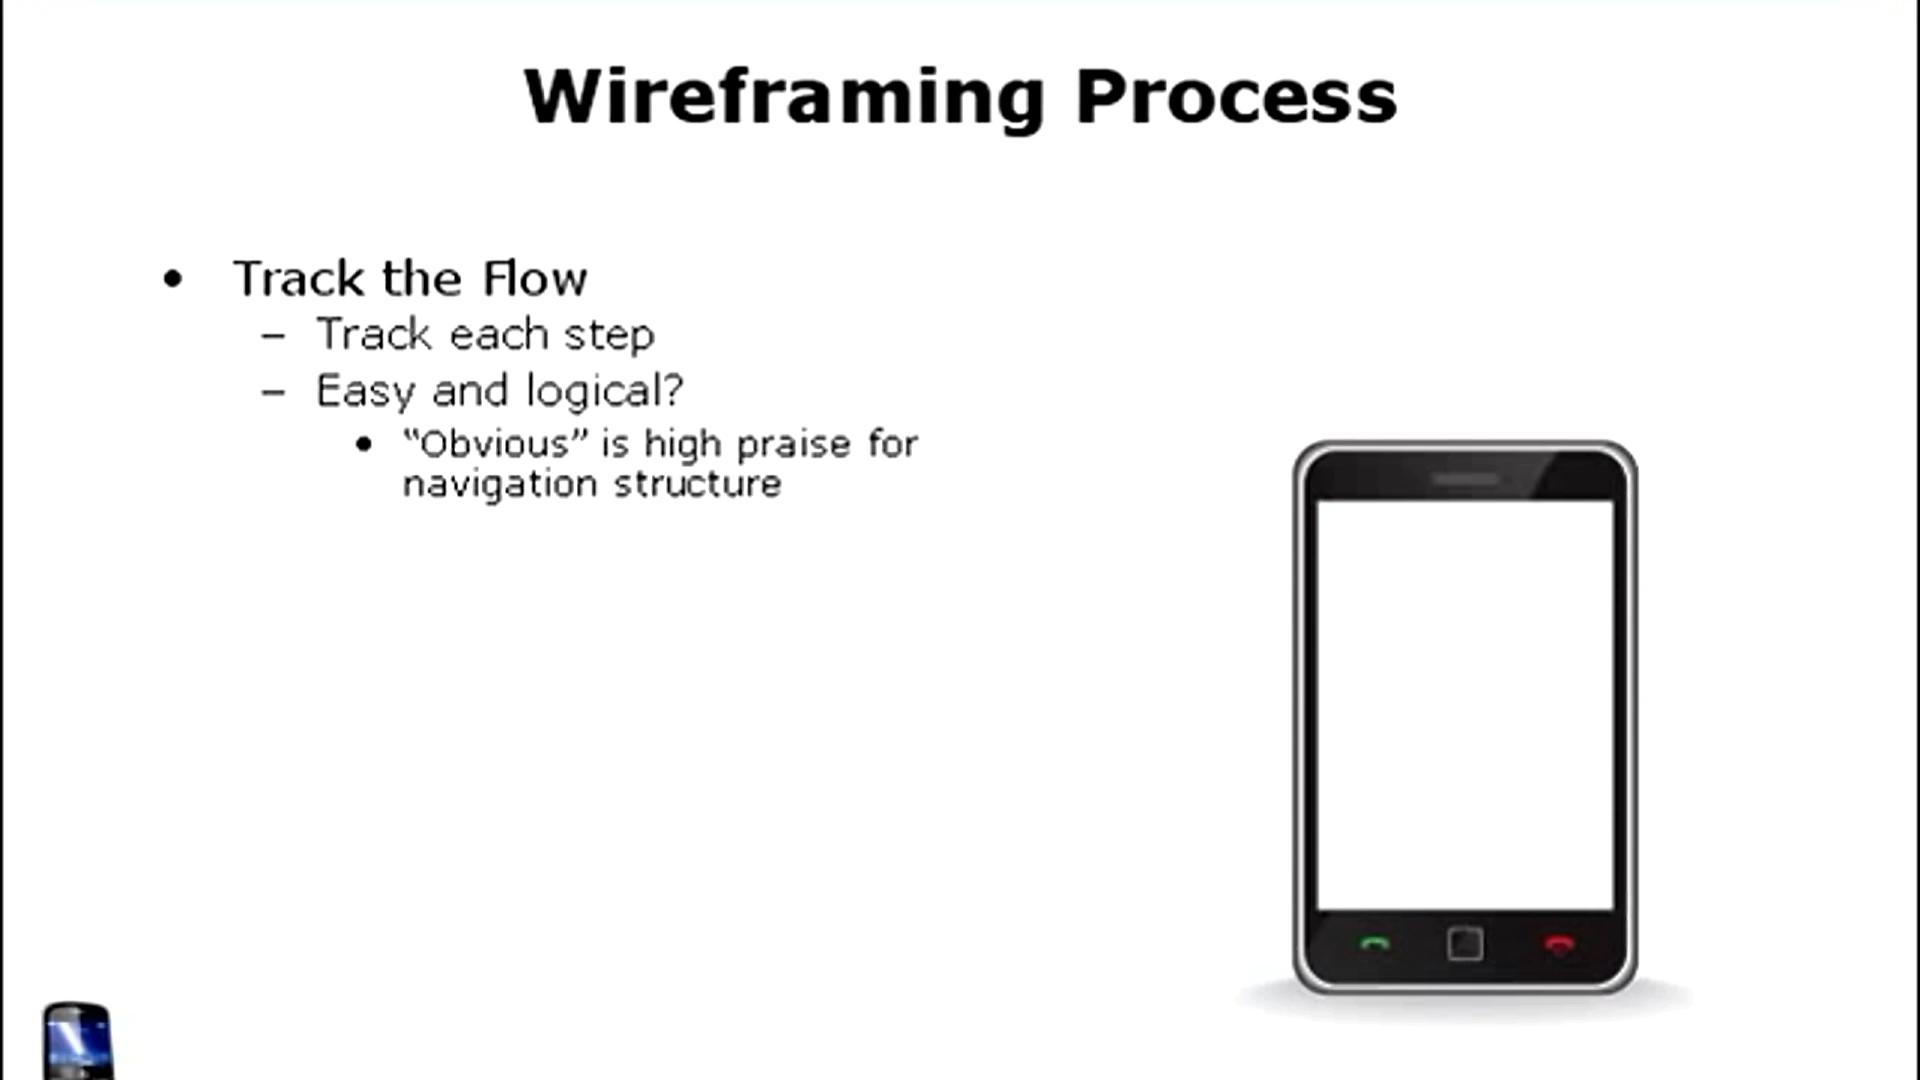 Wireframing Process
• Track the Flow
– Track each step
– Easy and logical?
• “Obvious” is high praise for
navigation structure